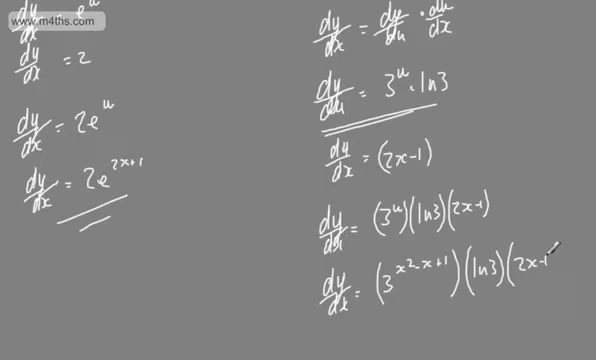 www.m4ths.com
dy/dx = e^u
dy/dx = 2
dy/dx = 2e^u
dy/dx = 2e^(2x+1)
dy/dx = dy/du · du/dx
dy/du = 3^u · ln3
dy/dx = (2x-1)
dy/du = (3^u)(ln3)(2x-1)
dy/dx = (3^(x²-x+1))(ln3)(2x-1